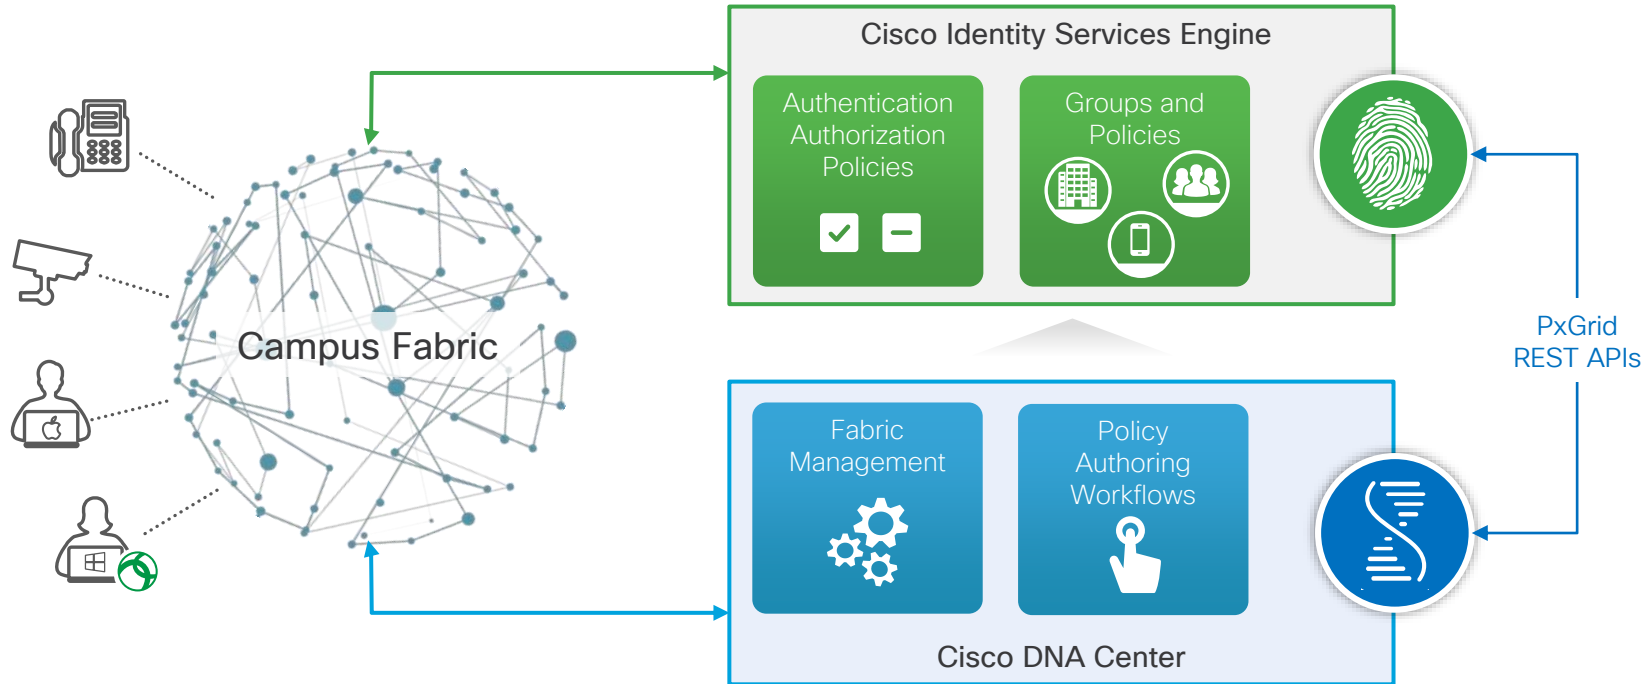 Cisco Identity Services Engine
Authentication
Authorization
Policies
Groups and
Policies
Campus Fabric
PxGrid
REST APIs
Fabric
Management
Policy
Authoring
Workflows
Cisco DNA Center